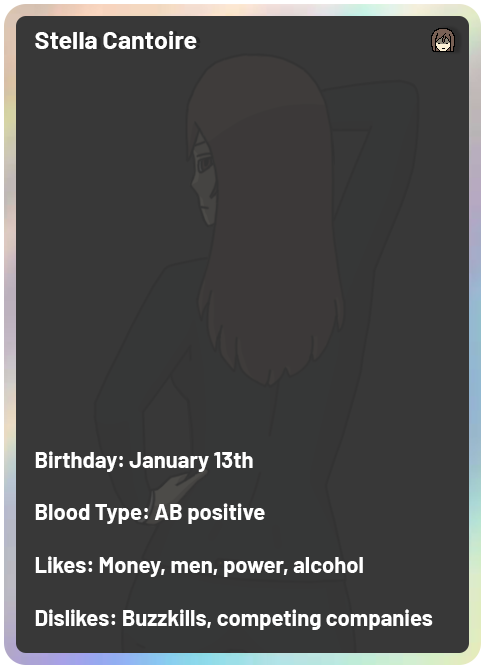 Stella Cantoire
Birthday: January 13th
Blood Type: AB positive
Likes: Money, men, power, alcohol
Dislikes: Buzzkills, competing companies